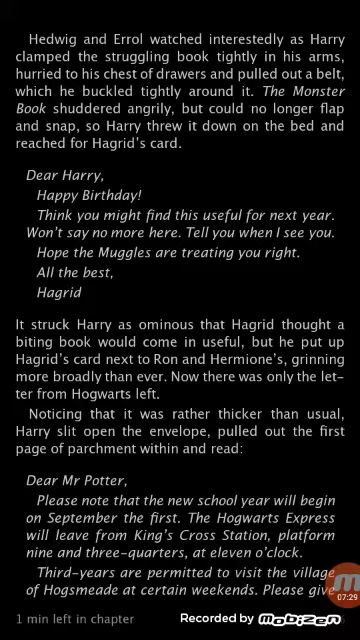 Hedwig and Errol watched interestedly as Harry
clamped the struggling book tightly in his arms,
hurried to his chest of drawers and pulled out a belt,
which he buckled tightly around it. The Monster
Book shuddered angrily, but could no longer flap
and snap, so Harry threw it down on the bed and
reached for Hagrid's card.
Dear Harry,
Happy Birthday!
Think you might find this useful for next year.
Won't say no more here. Tell you when I see you.
Hope the Muggles are treating you right.
All the best,
Hagrid
It struck Harry as ominous that Hagrid thought a
biting book would come in useful, but he put up
Hagrid's card next to Ron and Hermione's, grinning
more broadly than ever. Now there was only the let-
ter from Hogwarts left.
Noticing that it was rather thicker than usual,
Harry slit open the envelope, pulled out the first
page of parchment within and read:
Dear Mr Potter,
Please note that the new school year will begin
on September the first. The Hogwarts Express
will leave from King's Cross Station, platform
nine and three-quarters, at eleven o'clock.
Third-years are permitted to visit the village
of Hogsmeade at certain weekends. Please give
07:29
1 min left in chapter
Recorded by Mobizen